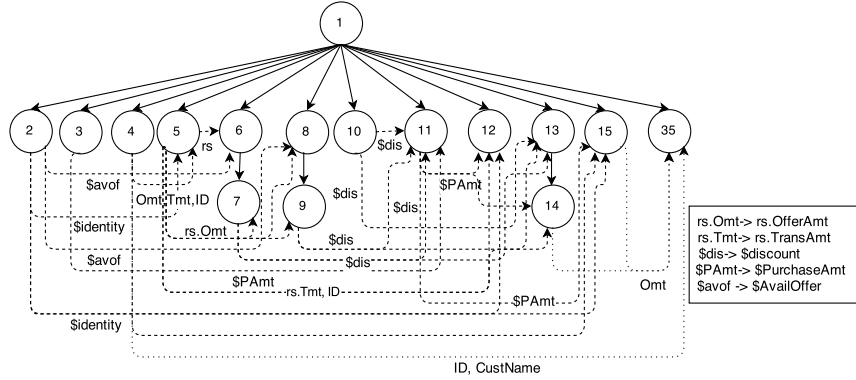 1
2
3
4
5
6
8
10
11
12
13
15
35
rs
$dis
$avof
$PAmt
Omt,Tmt,ID
7
9
$dis
$dis
14
$identity
rs.Omt
$dis
$avof
$dis
$PAmt
rs.Tmt, ID
$PAmt
Omt
$identity
ID, CustName
rs.Omt-> rs.OfferAmt
rs.Tmt-> rs.TransAmt
$dis-> $discount
$PAmt-> $PurchaseAmt
$avof -> $AvailOffer